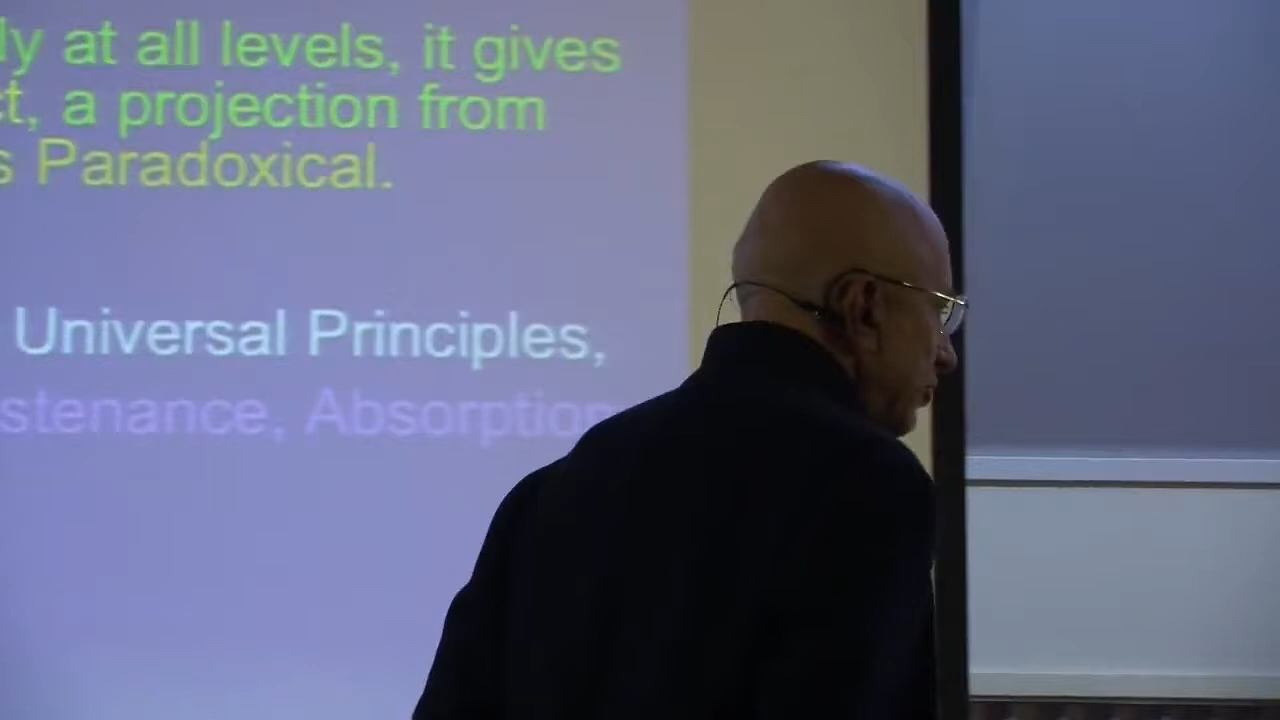 ly at all levels, it gives
ct, a projection from
s Paradoxical.
Universal Principles,
stenance, Absorption